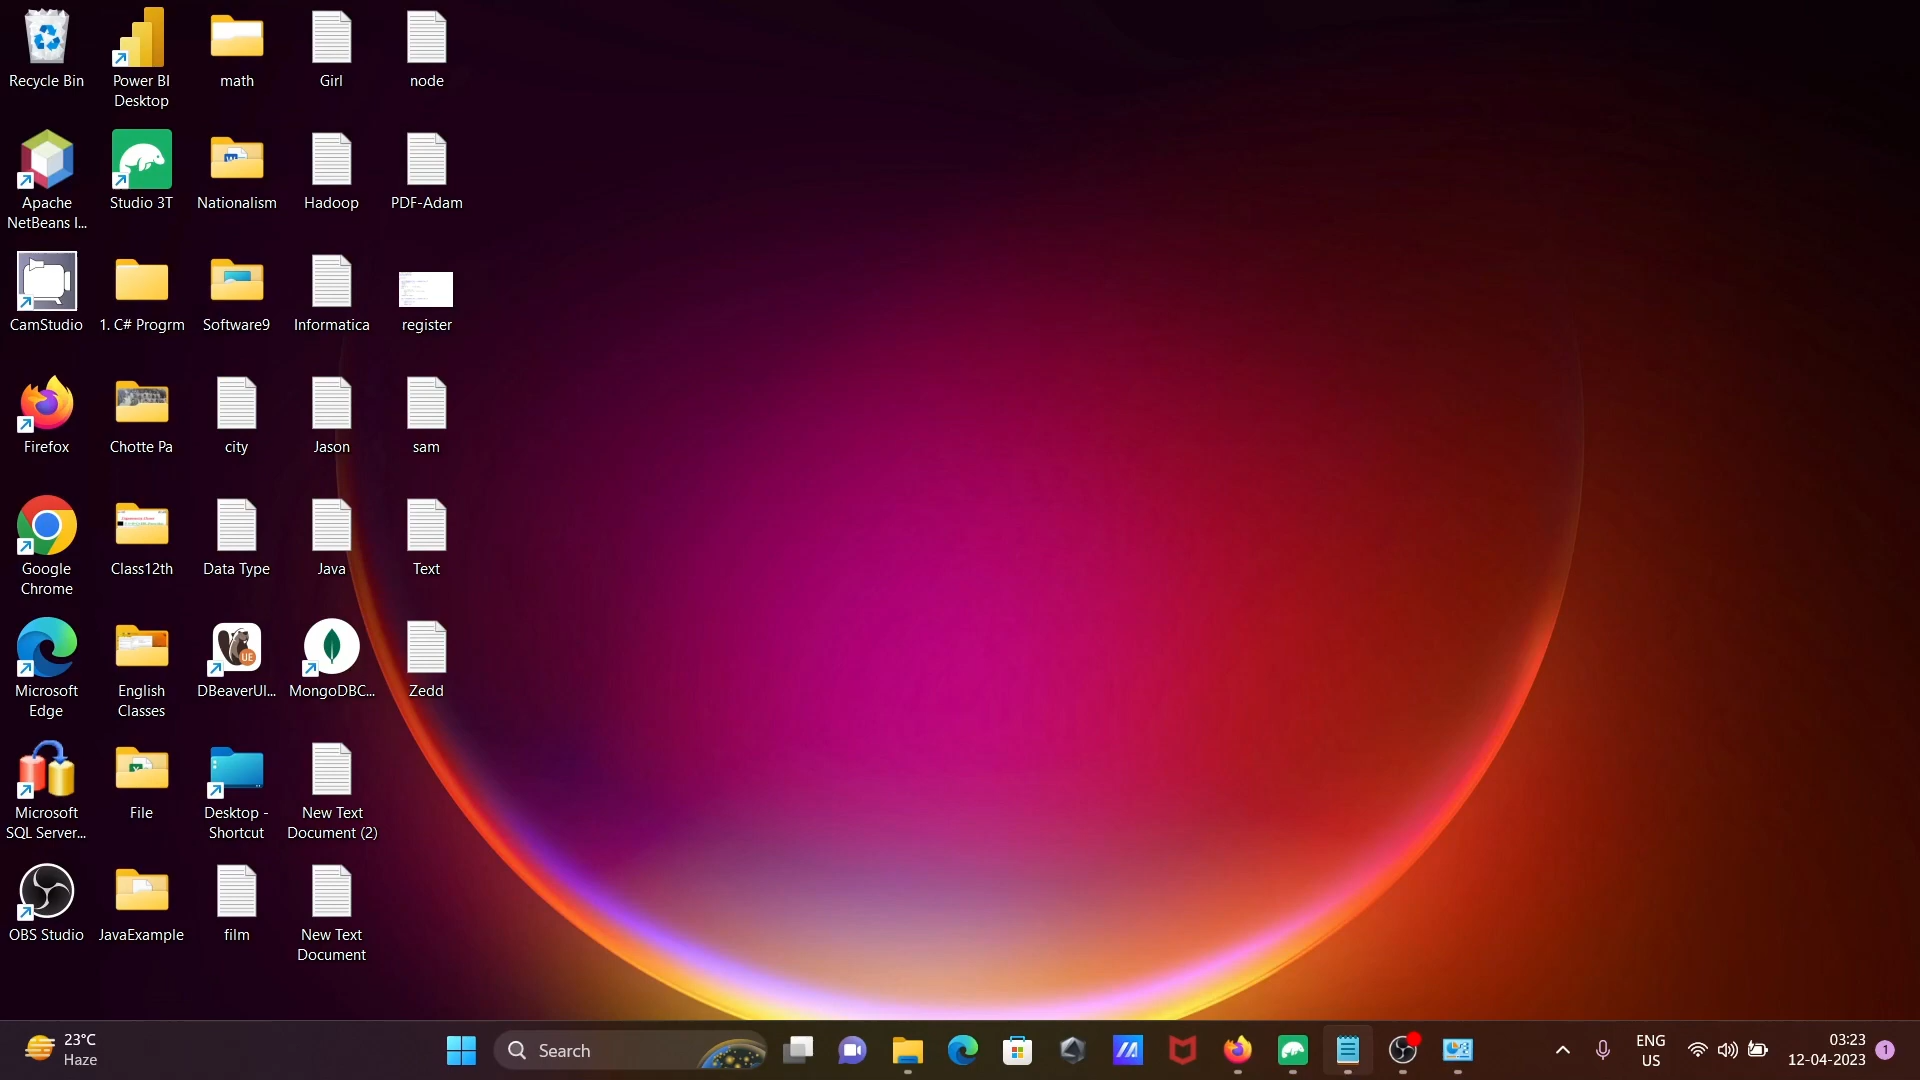 Recycle Bin
Power BI
Desktop
math
Girl
node
Apache
NetBeans I...
Studio 3T
Nationalism
Hadoop
PDF-Adam
CamStudio
1. C# Progrm
Software9
Informatica
register
Firefox
Chotte Pa
city
Jason
sam
Google
Chrome
Class12th
Data Type
Java
Text
Microsoft
Edge
English
Classes
DBeaverUl...
MongoDBC...
Zedd
Microsoft
SQL Server...
File
Desktop -
Shortcut
New Text
Document (2)
OBS Studio
JavaExample
film
New Text
Document
23°C
Haze
Search
ENG
US
03:23
12-04-2023
1